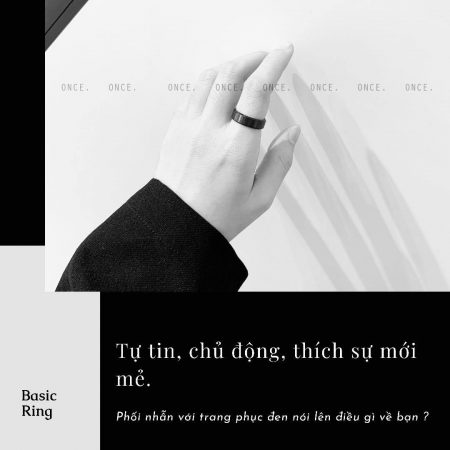 ONCE. ONCE. ONCE. ONCE. ONCE. ONCE. ONCE. ONCE.
Tự tin, chủ động, thích sự mới
mẻ.
Basic
Ring
Phối nhẫn với trang phục đen nói lên điều gì về bạn ?